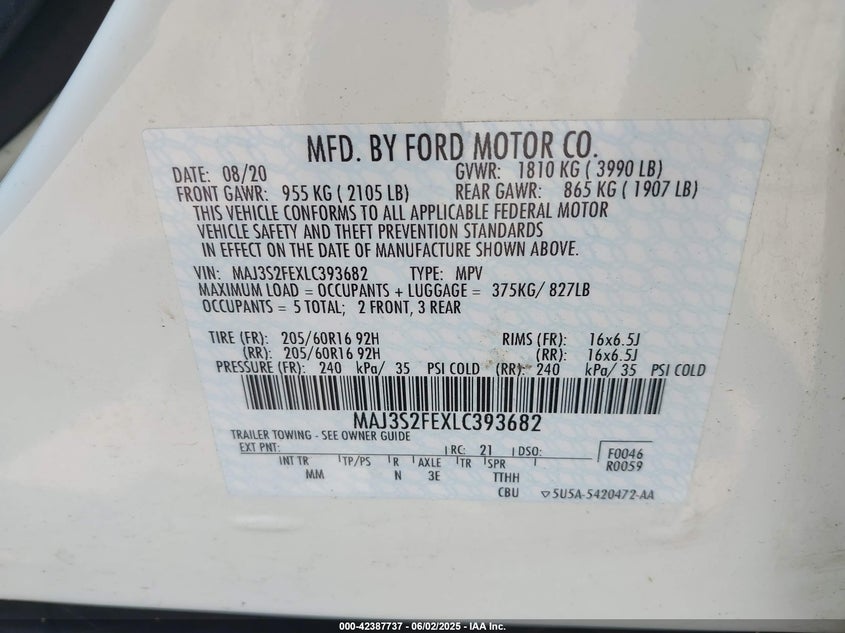 MFD. BY FORD MOTOR CO.
DATE: 08/20 GVWR: 1810 KG ( 3990 LB)
FRONT GAWR: 955 KG ( 2105 LB) REAR GAWR: 865 KG ( 1907 LB)
THIS VEHICLE CONFORMS TO ALL APPLICABLE FEDERAL MOTOR
VEHICLE SAFETY AND THEFT PREVENTION STANDARDS
IN EFFECT ON THE DATE OF MANUFACTURE SHOWN ABOVE.
VIN: MAJ3S2FEXLC393682 TYPE: MPV
MAXIMUM LOAD = OCCUPANTS + LUGGAGE = 375KG/ 827LB
OCCUPANTS = 5 TOTAL; 2 FRONT, 3 REAR
TIRE (FR): 205/60R16 92H RIMS (FR): 16x6.5J
(RR): 205/60R16 92H (RR): 16x6.5J
PRESSURE (FR): 240 kPa/ 35 PSI COLD (RR): 240 kPa/ 35 PSI COLD
MAJ3S2FEXLC393682
TRAILER TOWING - SEE OWNER GUIDE
EXT PNT: RC: 21 DSO: F0046
INT TR TP/PS R AXLE TR SPR R0059
MM N 3E TTHH
CBU 5U5A-5420472-AA
000-42387737 - 06/02/2025 - IAA Inc.